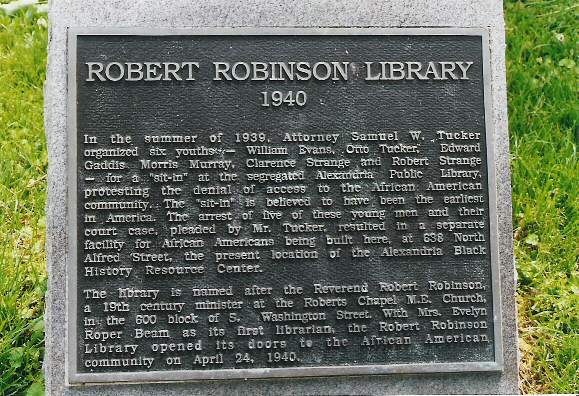 ROBERT ROBINSON LIBRARY
1940
In the summer of 1939, Attorney Samuel W. Tucker
organized six youths — William Evans, Otto Tucker, Edward
Gaddis, Morris Murray, Clarence Strange and Robert Strange
— for a "sit-in" at the segregated Alexandria Public Library,
protesting the denial of access to the African American
community. The "sit-in" is believed to have been the earliest
in America. The arrest of five of these young men and their
court case, pleaded by Mr. Tucker, resulted in a separate
facility for African Americans being built here, at 638 North
Alfred Street, the present location of the Alexandria Black
History Resource Center.
The library is named after the Reverend Robert Robinson,
a 19th century minister at the Roberts Chapel M.E. Church,
in the 600 block of S. Washington Street. With Mrs. Evelyn
Roper Beam as its first librarian, the Robert Robinson
Library opened its doors to the African American
community on April 24, 1940.